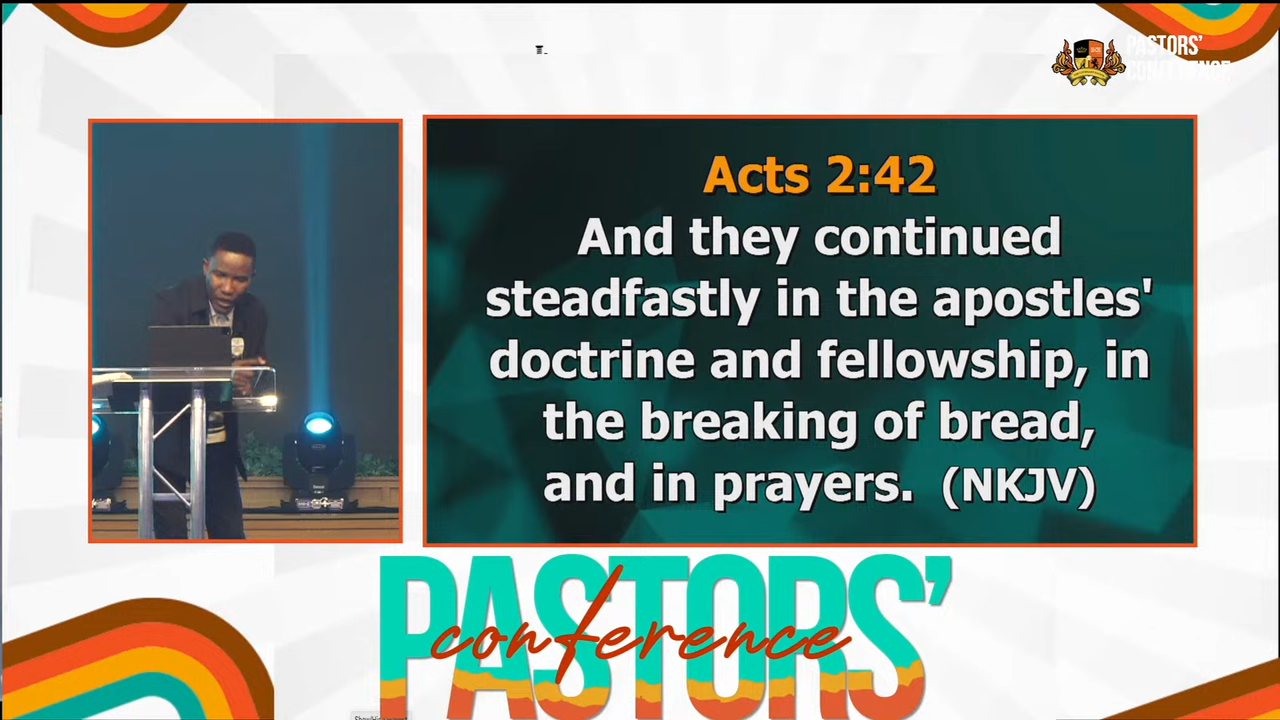 PASTORS'
CONFERENCE
Acts 2:42
And they continued
steadfastly in the apostles'
doctrine and fellowship, in
the breaking of bread,
and in prayers. (NKJV)
PASTORS'
conference